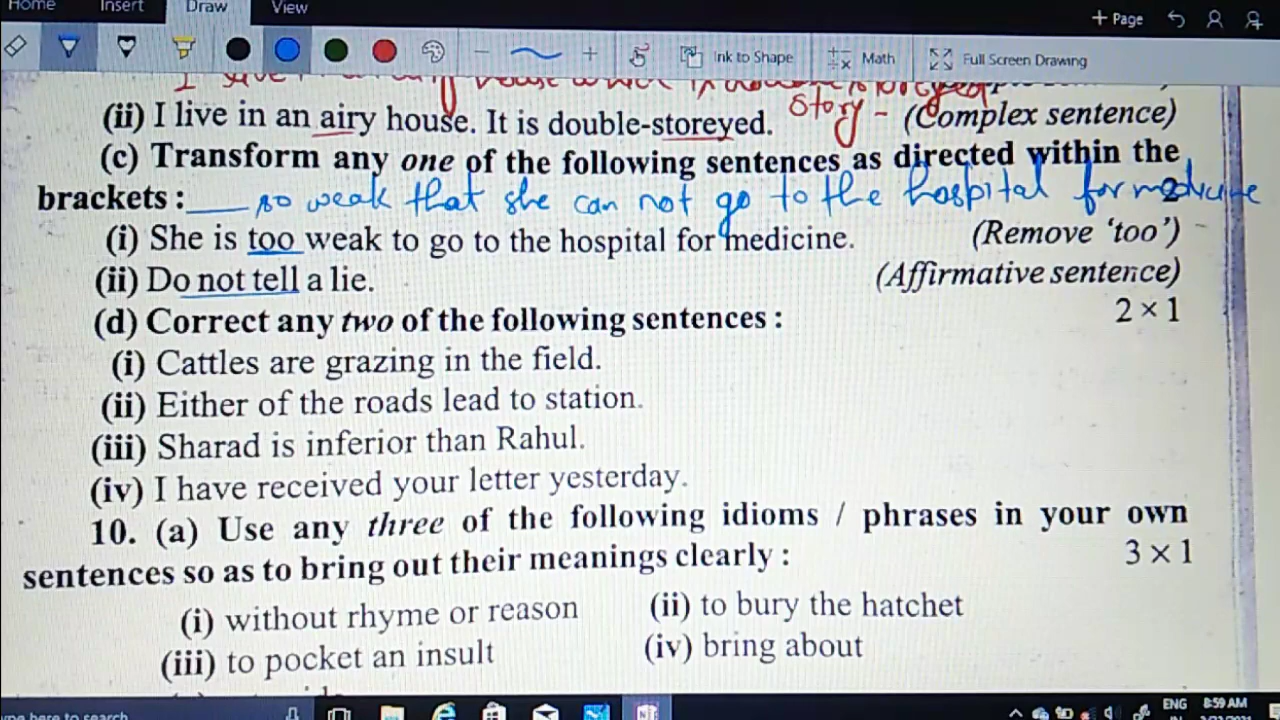 Home Insert Draw View
+ Page
Ink to Shape Math Full Screen Drawing
house which is
story -
(ii) I live in an airy house. It is double-storeyed. (Complex sentence)
(c) Transform any one of the following sentences as directed within the
brackets : so weak that she can not go to the hospital for medicine
(i) She is too weak to go to the hospital for medicine. (Remove 'too')
(ii) Do not tell a lie. (Affirmative sentence)
(d) Correct any two of the following sentences : 2 × 1
(i) Cattles are grazing in the field.
(ii) Either of the roads lead to station.
(iii) Sharad is inferior than Rahul.
(iv) I have received your letter yesterday.
10. (a) Use any three of the following idioms / phrases in your own
sentences so as to bring out their meanings clearly : 3 × 1
(i) without rhyme or reason (ii) to bury the hatchet
(iii) to pocket an insult (iv) bring about
here to search ENG 8:59 AM